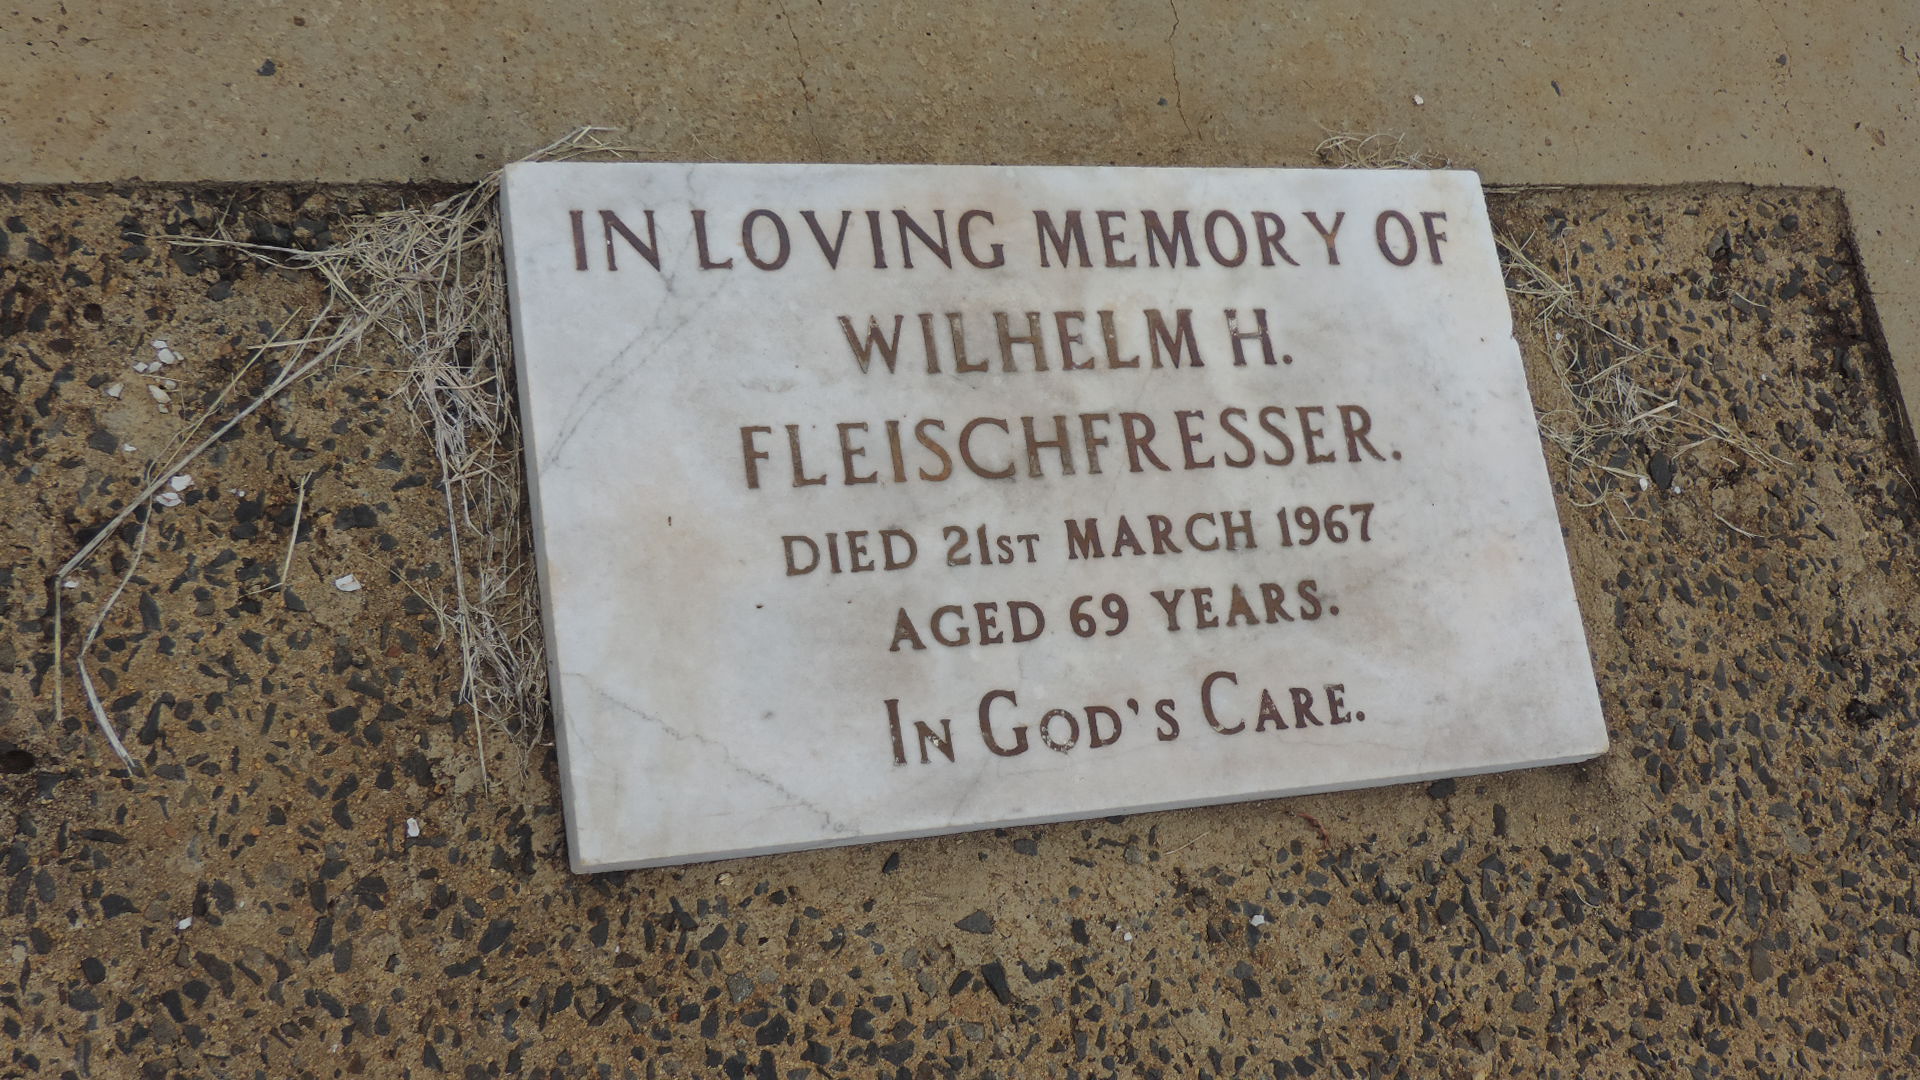 IN LOVING MEMORY OF
WILHELM H.
FLEISCHFRESSER.
DIED 21ST MARCH 1967
AGED 69 YEARS.
IN GOD'S CARE.